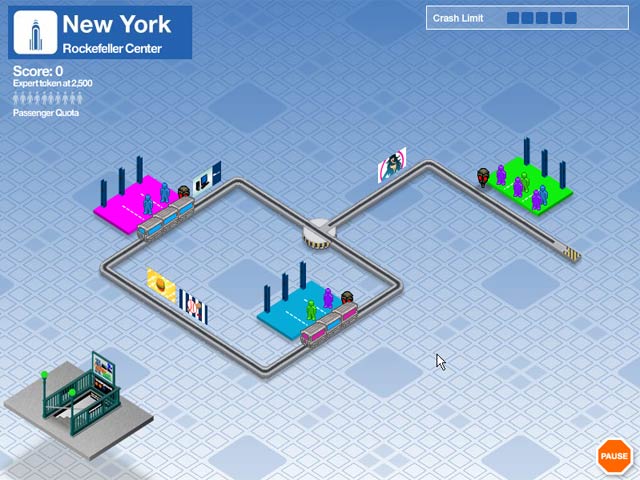 New York
Rockefeller Center
Crash Limit
Score: 0
Expert token at 2,500
Passenger Quota
PAUSE